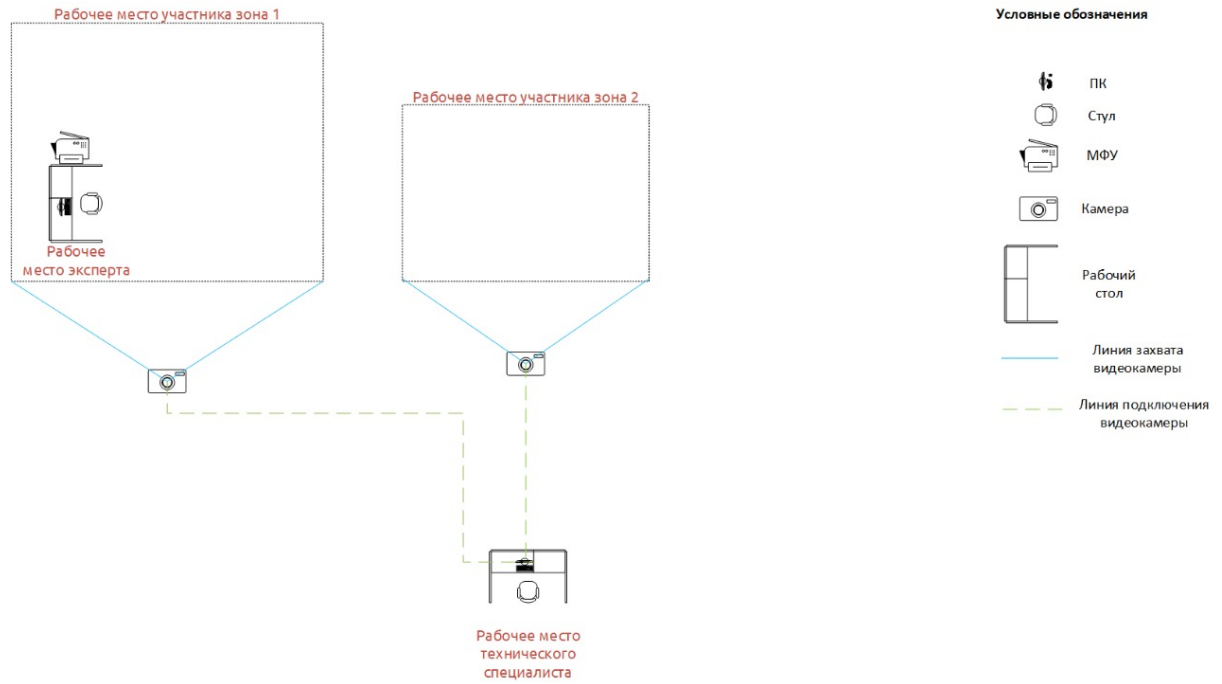 Рабочее место участника зона 1
Рабочее место участника зона 2
Рабочее
место эксперта
Рабочее место
технического
специалиста
Условные обозначения
ПК
Стул
МФУ
Камера
Рабочий
стол
Линия захвата
видеокамеры
Линия подключения
видеокамеры